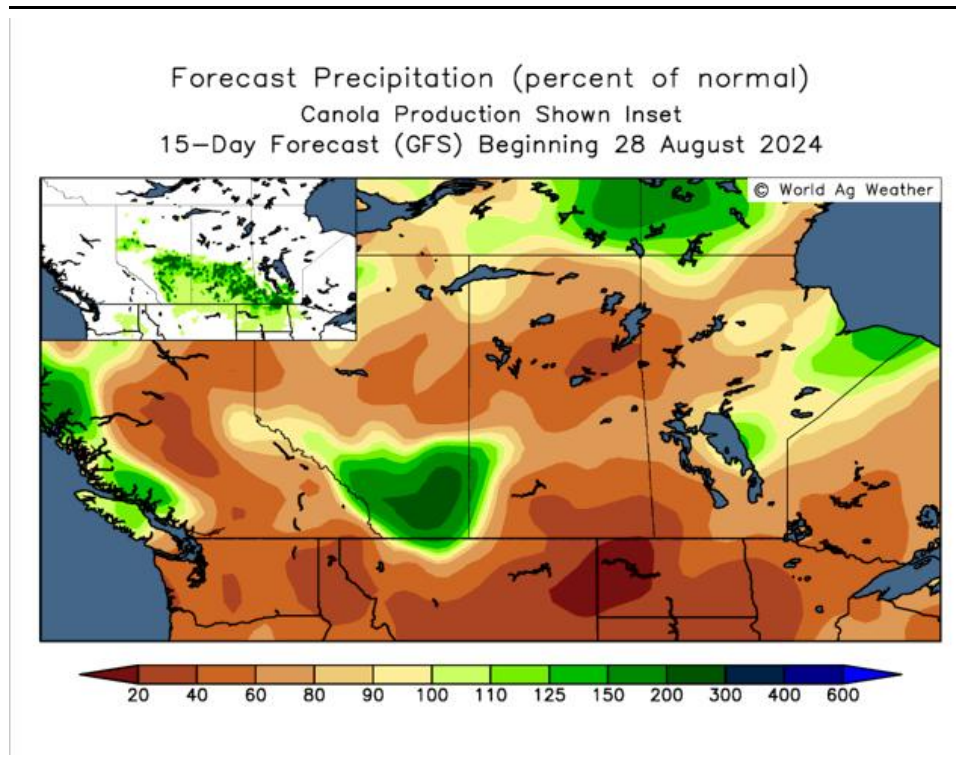 Forecast Precipitation (percent of normal)
Canola Production Shown Inset
15-Day Forecast (GFS) Beginning 28 August 2024
© World Ag Weather
20 40 60 80 90 100 110 125 150 200 300 400 600